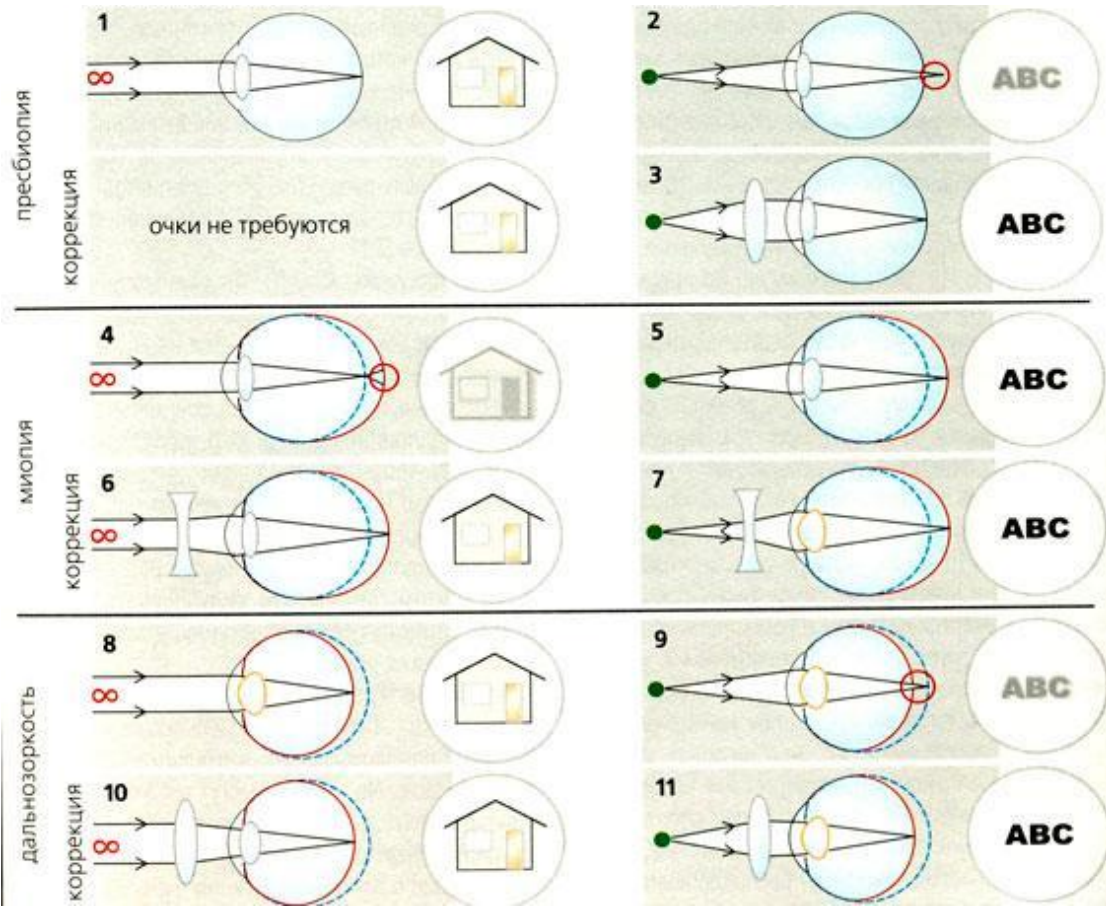 пресбиопия
коррекция
1
∞
2
ABC
очки не требуются
3
ABC
миопия
коррекция
4
∞
5
ABC
6
∞
7
ABC
дальнозоркость
коррекция
8
∞
9
ABC
10
∞
11
ABC